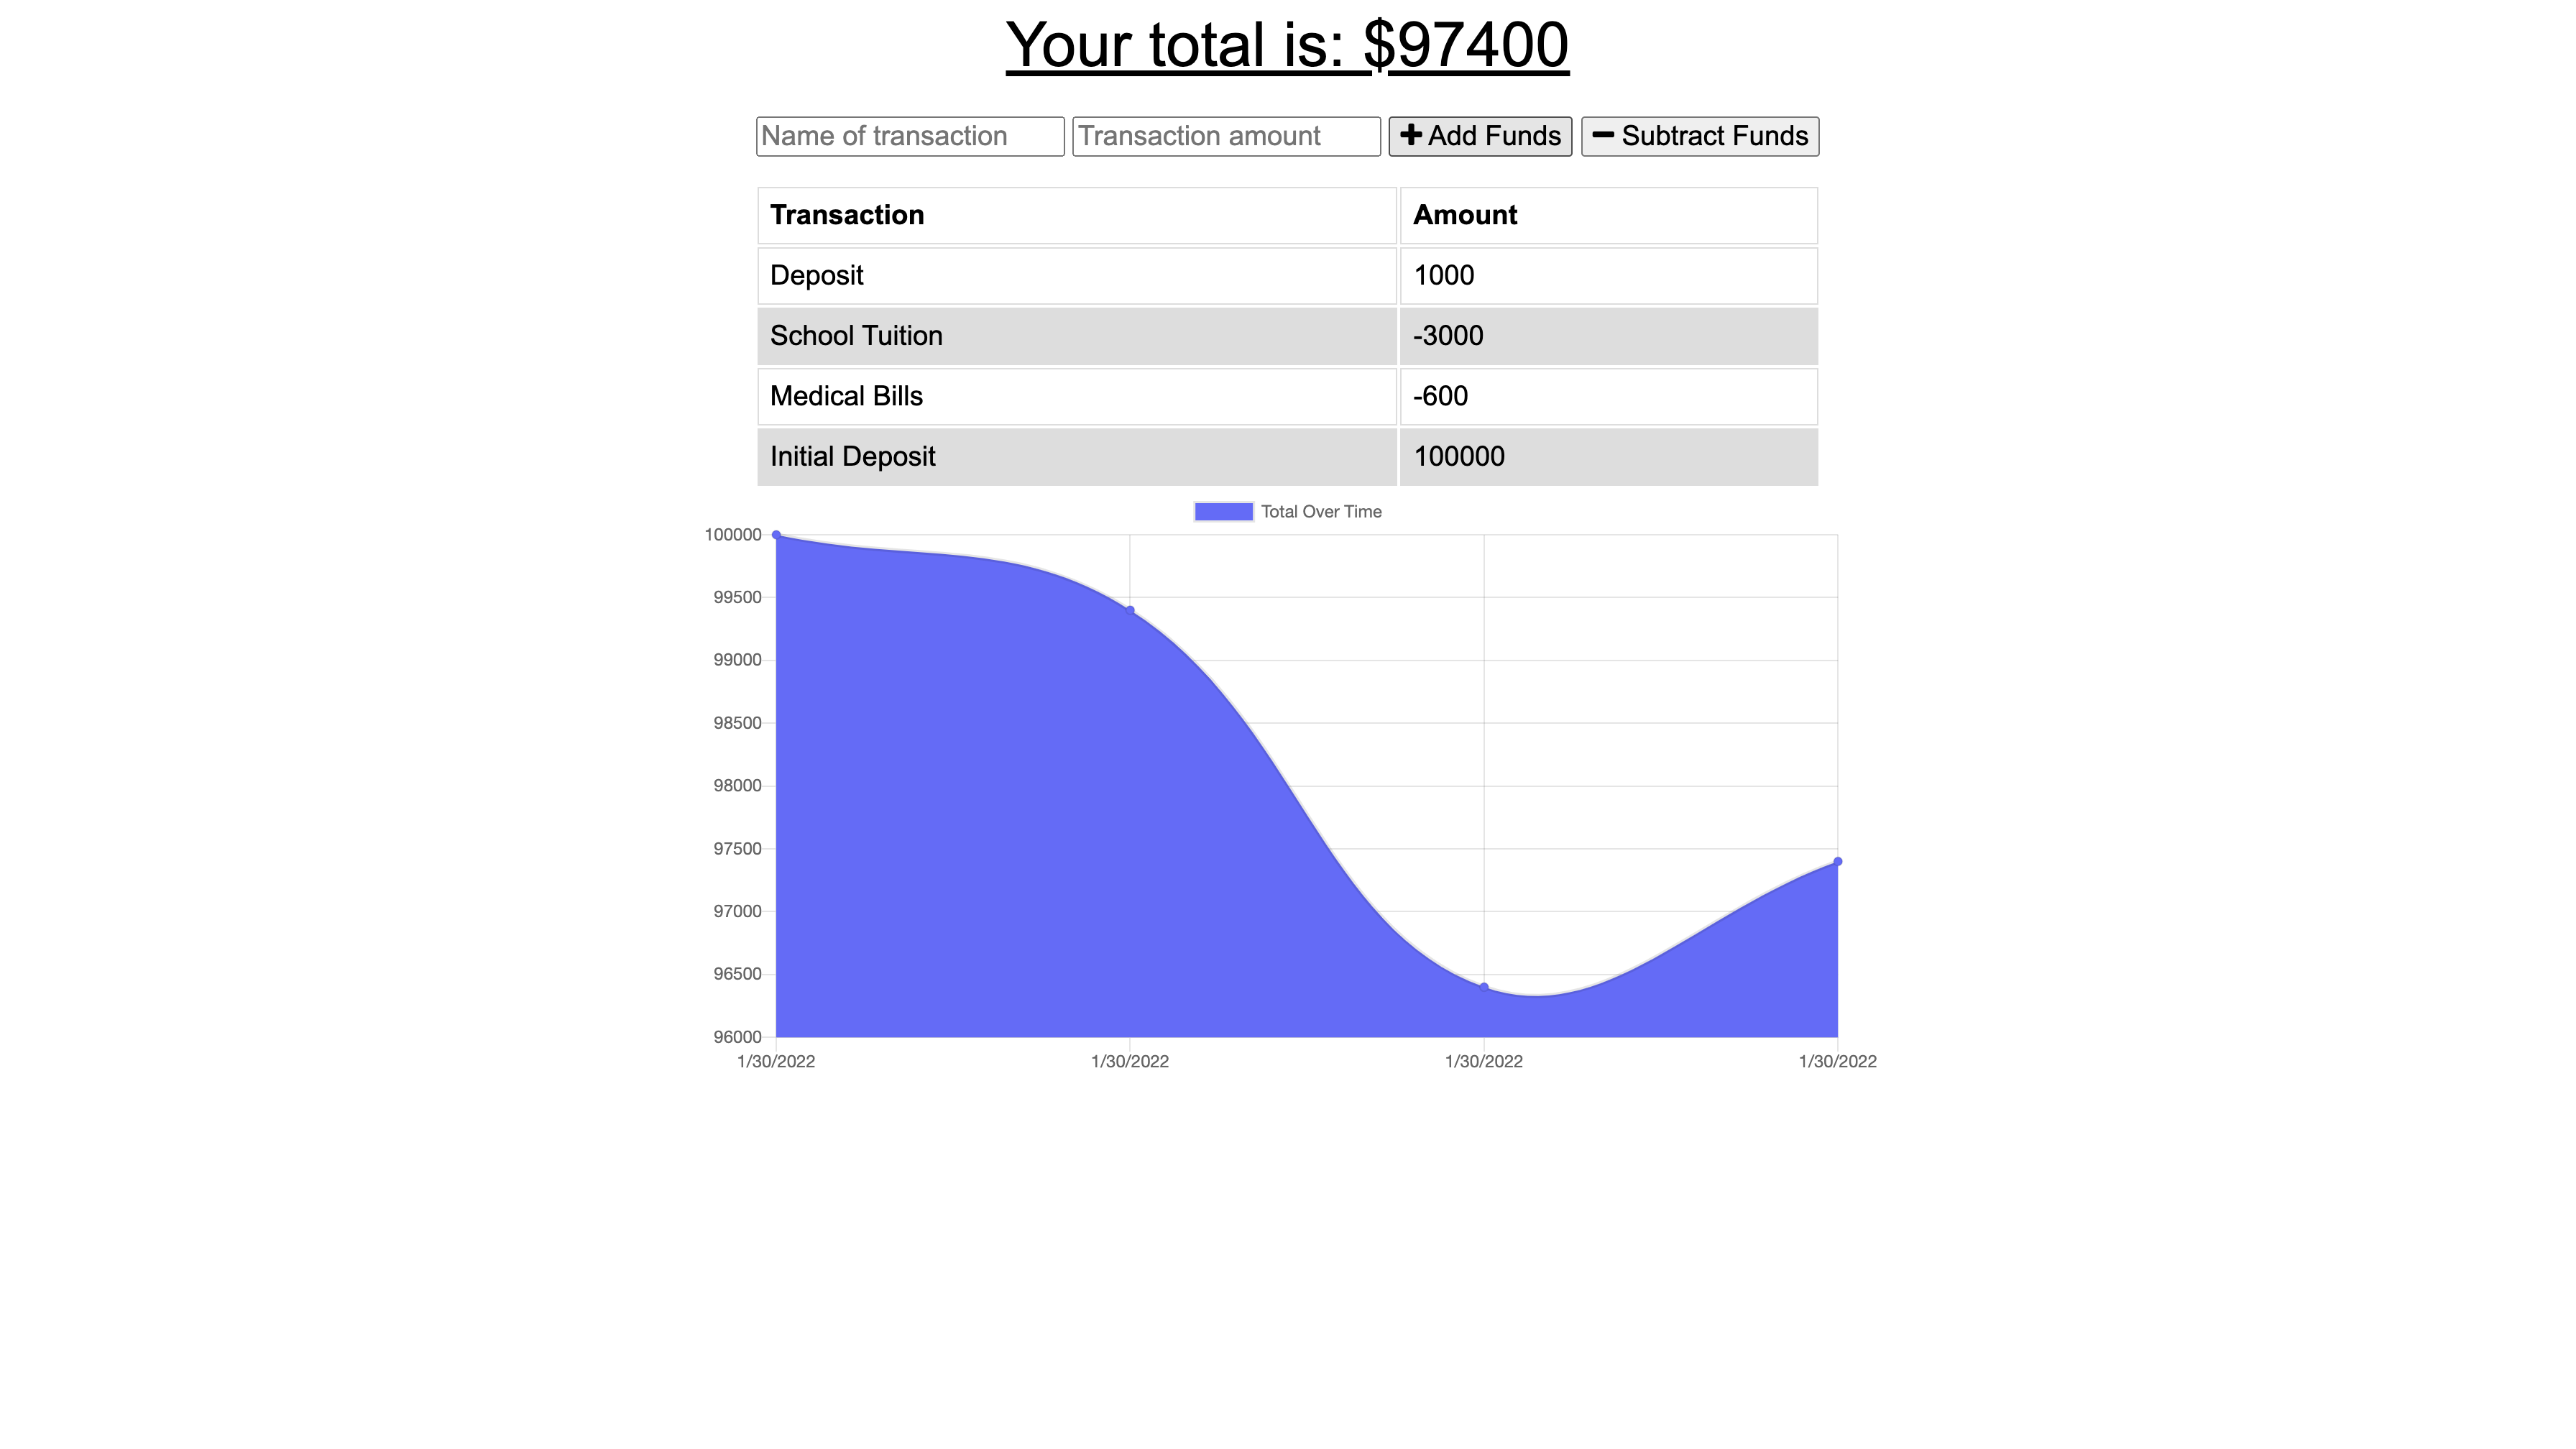 Your total is: $97400
Name of transaction Transaction amount + Add Funds − Subtract Funds
Transaction Amount
Deposit 1000
School Tuition -3000
Medical Bills -600
Initial Deposit 100000
Total Over Time
100000
99500
99000
98500
98000
97500
97000
96500
96000
1/30/2022 1/30/2022 1/30/2022 1/30/2022